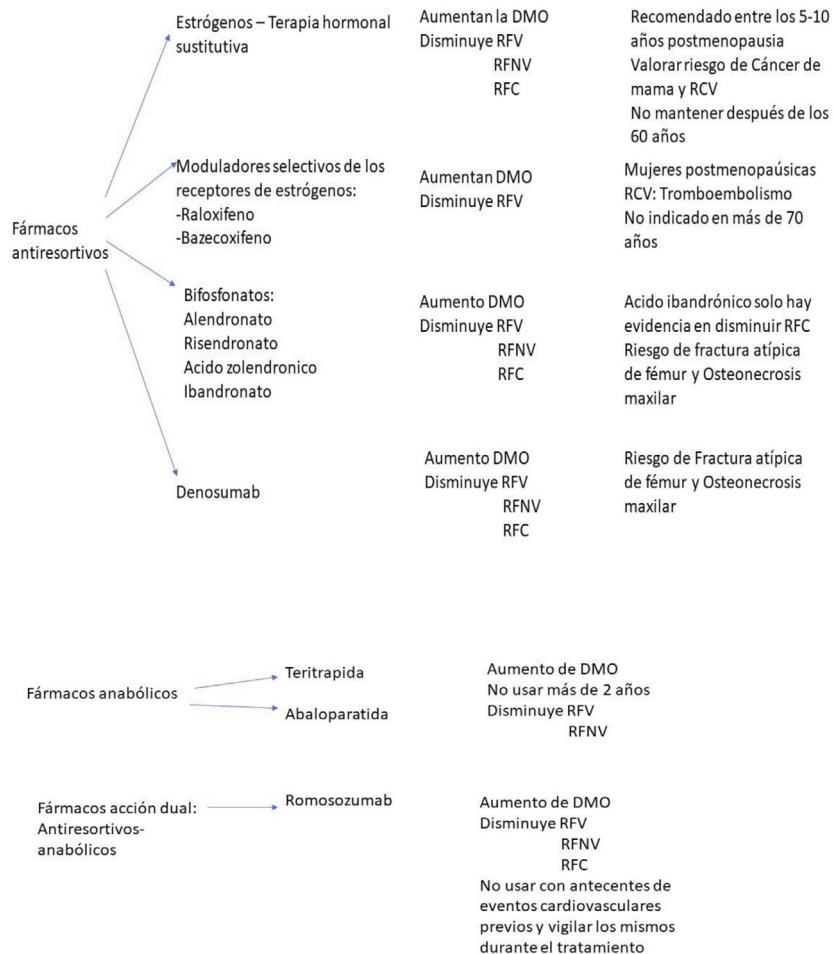 Fármacos
antiresortivos
Estrógenos – Terapia hormonal
sustitutiva
Aumentan la DMO
Disminuye RFV
RFNV
RFC
Recomendado entre los 5-10
años postmenopausia
Valorar riesgo de Cáncer de
mama y RCV
No mantener después de los
60 años
Moduladores selectivos de los
receptores de estrógenos:
-Raloxifeno
-Bazecoxifeno
Aumentan DMO
Disminuye RFV
Mujeres postmenopaúsicas
RCV: Tromboembolismo
No indicado en más de 70
años
Bifosfonatos:
Alendronato
Risendronato
Acido zolendronico
Ibandronato
Aumento DMO
Disminuye RFV
RFNV
RFC
Acido ibandrónico solo hay
evidencia en disminuir RFC
Riesgo de fractura atípica
de fémur y Osteonecrosis
maxilar
Denosumab
Aumento DMO
Disminuye RFV
RFNV
RFC
Riesgo de Fractura atípica
de fémur y Osteonecrosis
maxilar
Fármacos anabólicos
Teritrapida
Abaloparatida
Aumento de DMO
No usar más de 2 años
Disminuye RFV
RFNV
Fármacos acción dual:
Antiresortivos-
anabólicos
Romosozumab
Aumento de DMO
Disminuye RFV
RFNV
RFC
No usar con antecentes de
eventos cardiovasculares
previos y vigilar los mismos
durante el tratamiento